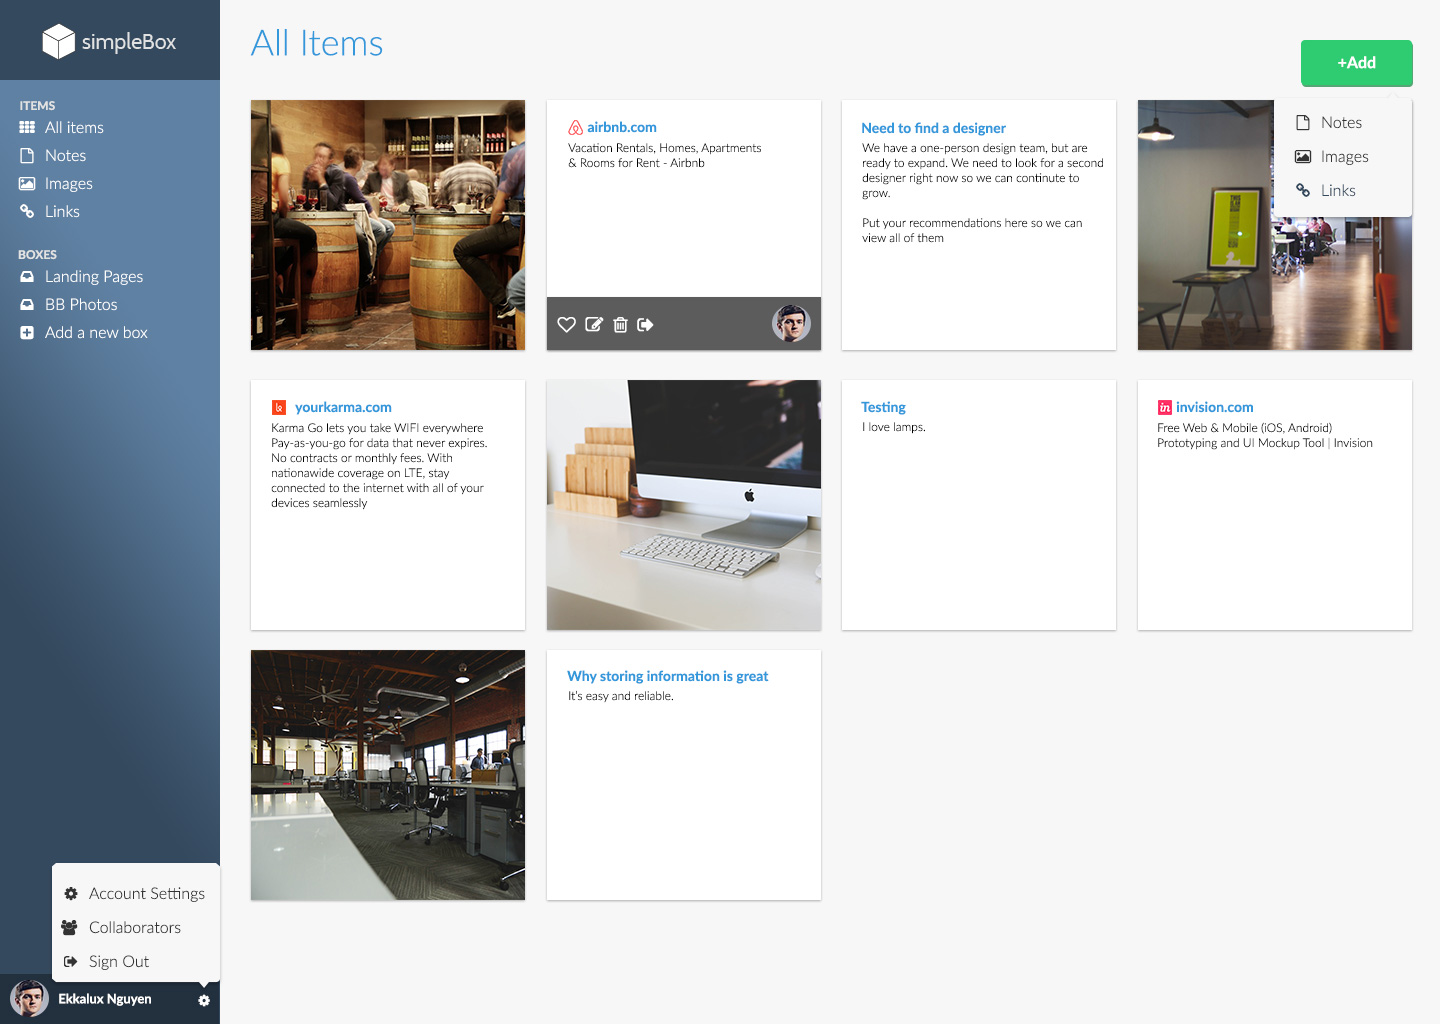 simpleBox
ITEMS
All items
Notes
Images
Links
BOXES
Landing Pages
BB Photos
Add a new box
Account Settings
Collaborators
Sign Out
Ekkalux Nguyen
All Items
+Add
Notes
Images
Links
airbnb.com
Vacation Rentals, Homes, Apartments
& Rooms for Rent - Airbnb
Need to find a designer
We have a one-person design team, but are
ready to expand. We need to look for a second
designer right now so we can continute to
grow.
Put your recommendations here so we can
view all of them
yourkarma.com
Karma Go lets you take WIFI everywhere
Pay-as-you-go for data that never expires.
No contracts or monthly fees. With
nationawide coverage on LTE, stay
connected to the internet with all of your
devices seamlessly
Testing
I love lamps.
in invision.com
Free Web & Mobile (iOS, Android)
Prototyping and UI Mockup Tool | Invision
Why storing information is great
It's easy and reliable.